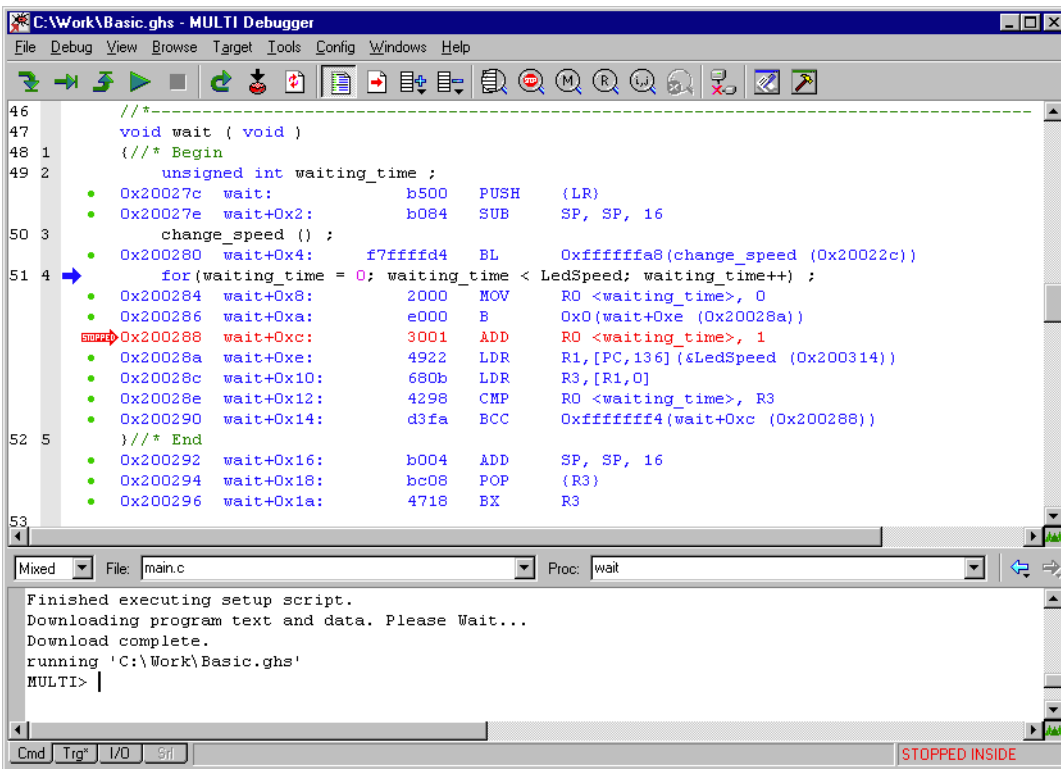 C:\Work\Basic.ghs - MULTI Debugger
File Debug View Browse Target Tools Config Windows Help
46 //*--------------------------------------------------------------------------------
47 void wait ( void )
48 1 {//* Begin
49 2 unsigned int waiting_time ;
0x20027c wait: b500 PUSH {LR}
0x20027e wait+0x2: b084 SUB SP, SP, 16
50 3 change_speed () ;
0x200280 wait+0x4: f7ffffd4 BL 0xffffffa8(change_speed (0x20022c))
51 4 for(waiting_time = 0; waiting_time < LedSpeed; waiting_time++) ;
0x200284 wait+0x8: 2000 MOV R0 <waiting_time>, 0
0x200286 wait+0xa: e000 B 0x0(wait+0xe (0x20028a))
STOPPED 0x200288 wait+0xc: 3001 ADD R0 <waiting_time>, 1
0x20028a wait+0xe: 4922 LDR R1,[PC,136](&LedSpeed (0x200314))
0x20028c wait+0x10: 680b LDR R3,[R1,0]
0x20028e wait+0x12: 4298 CMP R0 <waiting_time>, R3
0x200290 wait+0x14: d3fa BCC 0xfffffff4(wait+0xc (0x200288))
52 5 }//* End
0x200292 wait+0x16: b004 ADD SP, SP, 16
0x200294 wait+0x18: bc08 POP {R3}
0x200296 wait+0x1a: 4718 BX R3
53
Mixed File: main.c Proc: wait
Finished executing setup script.
Downloading program text and data. Please Wait...
Download complete.
running 'C:\Work\Basic.ghs'
MULTI>
Cmd Trg* I/O Srl STOPPED INSIDE